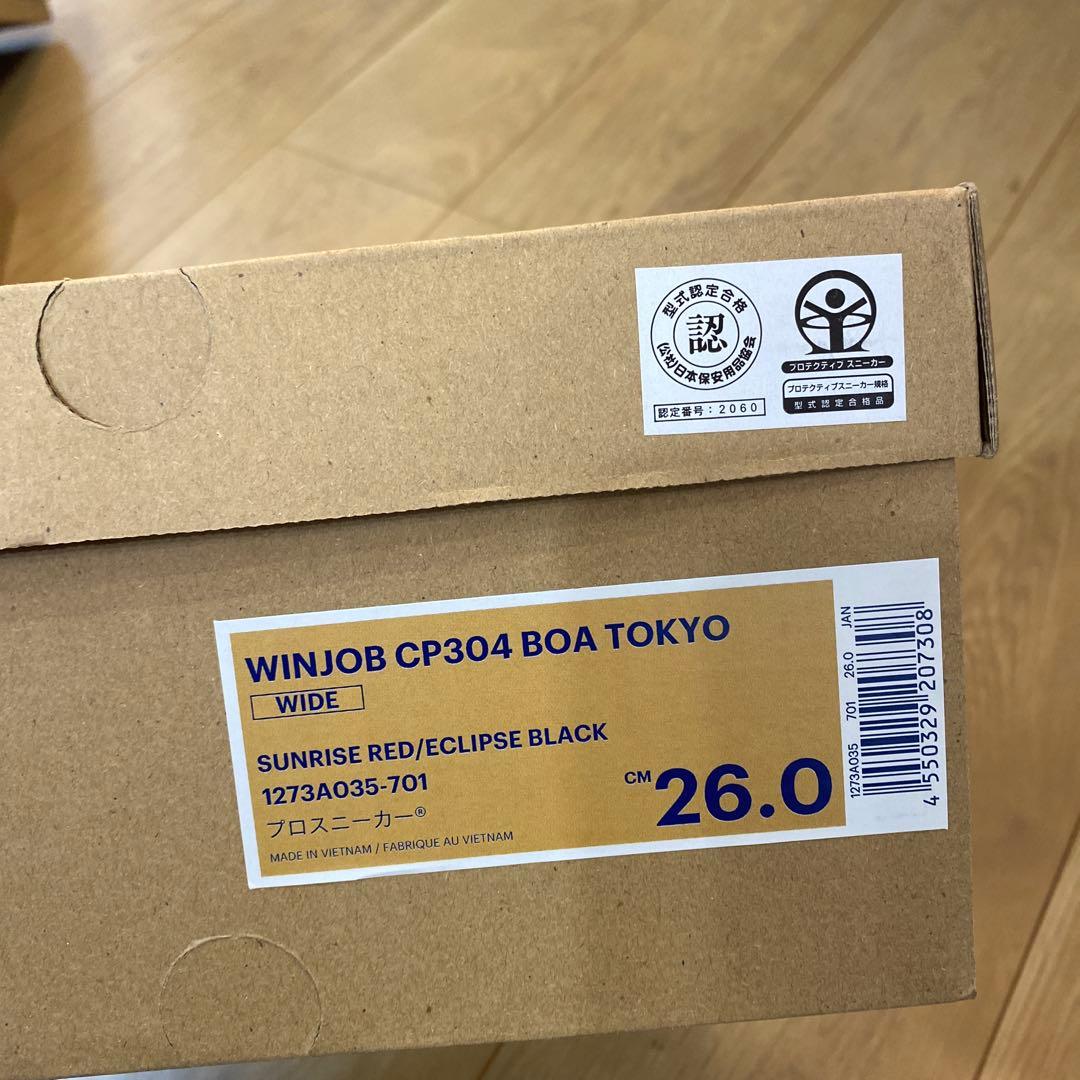 型式認定合格
認
(公社)日本保安用品協会
認定番号：2060
プロテクティブ スニーカー
プロテクティブスニーカー規格
型式認定合格品
WINJOB CP304 BOA TOKYO
WIDE
SUNRISE RED/ECLIPSE BLACK
1273A035-701
プロスニーカー®
MADE IN VIETNAM / FABRIQUE AU VIETNAM
CM 26.0
1273A035 701 26.0 JAN
4 550329 207308